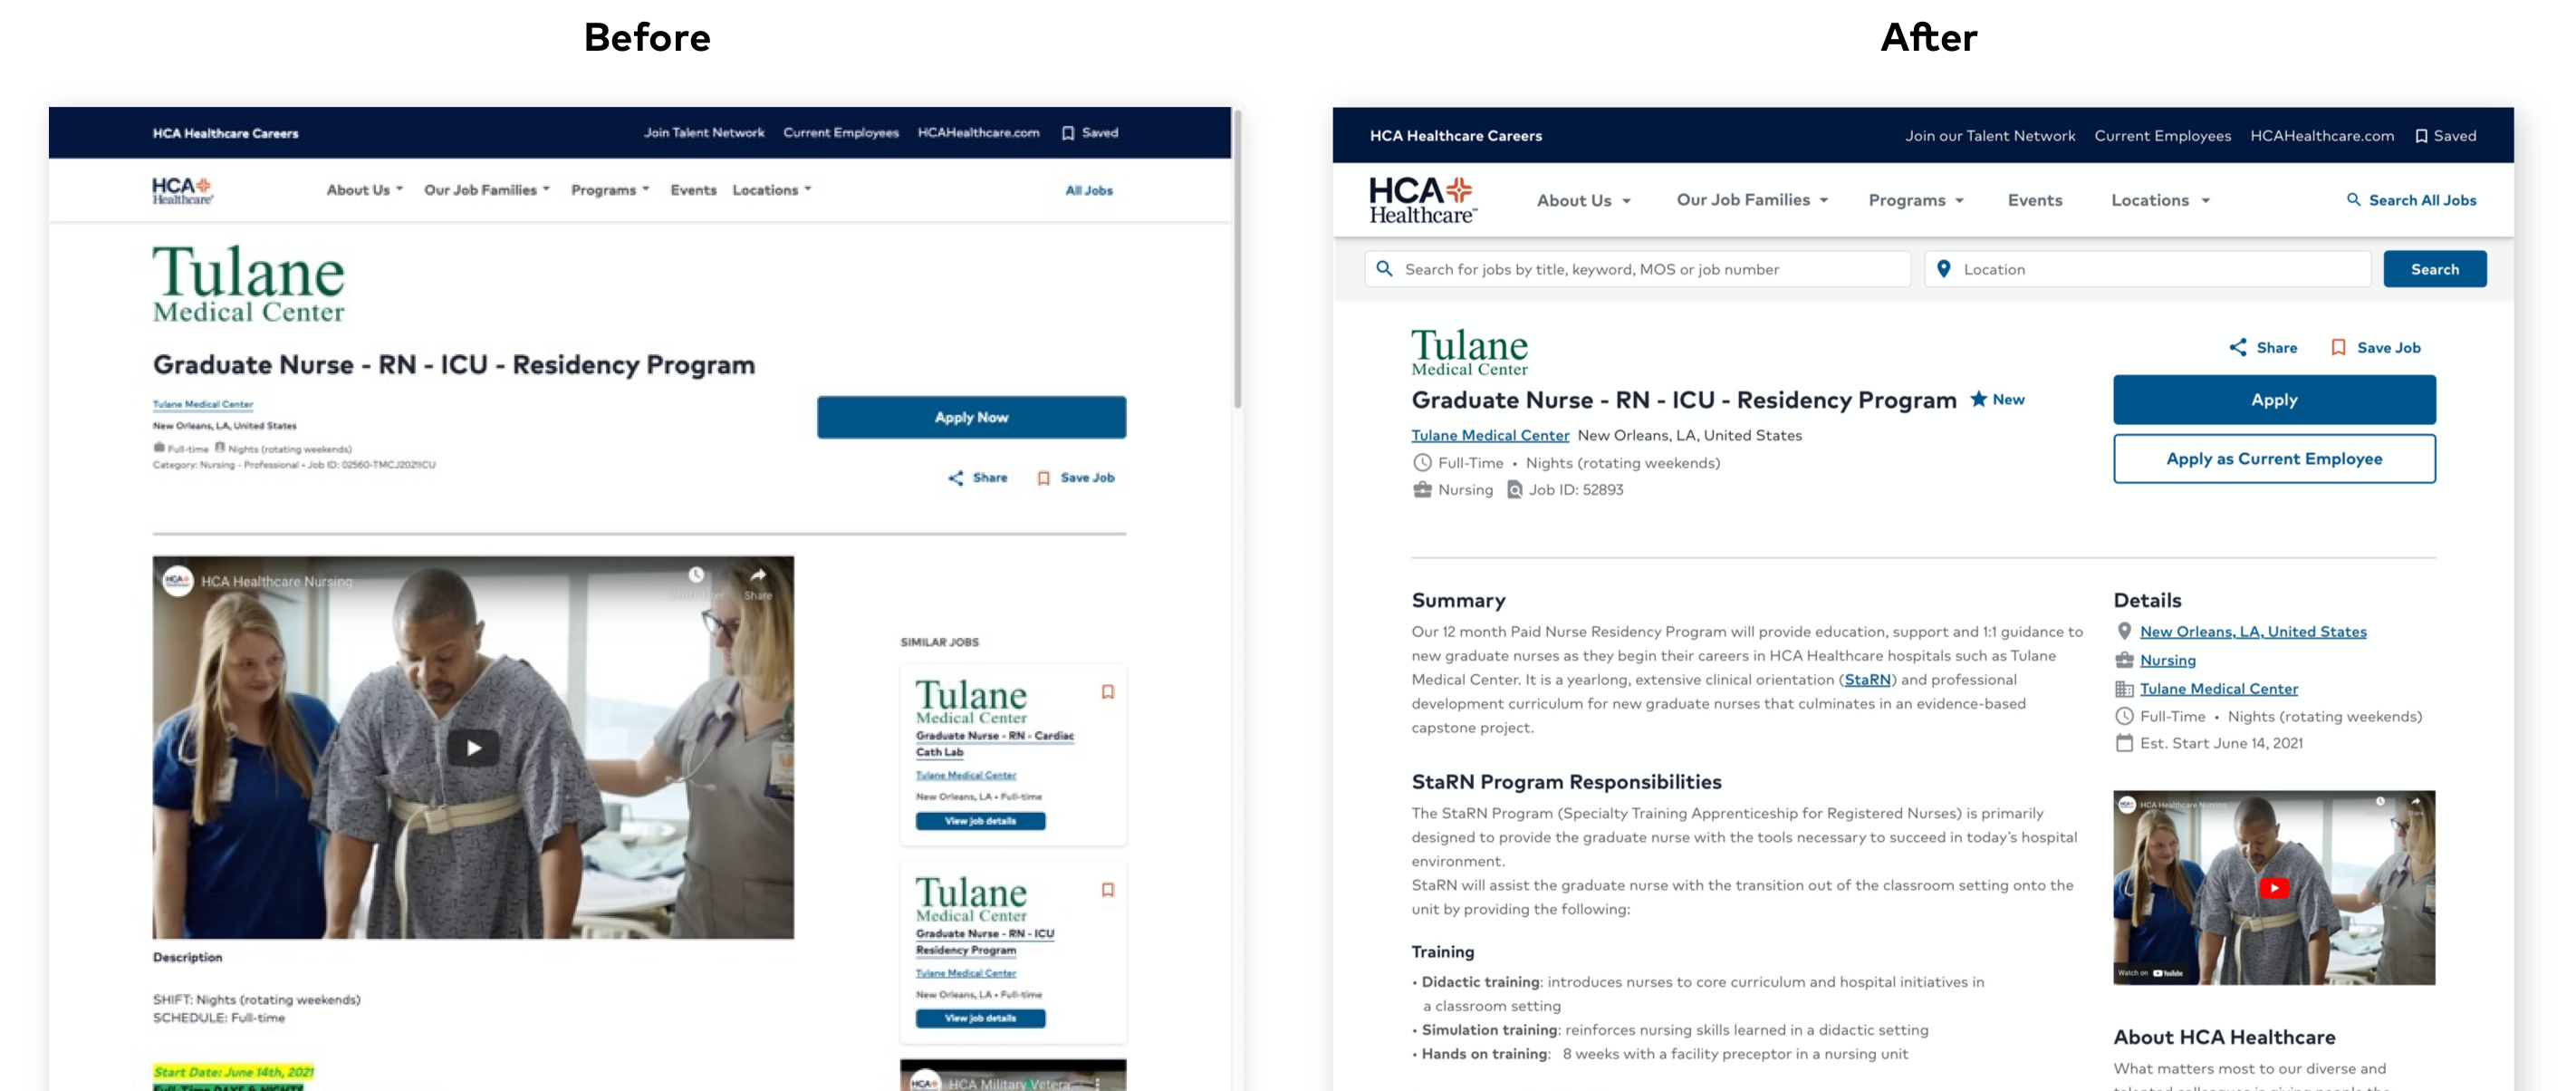 Before
HCA Healthcare Careers Join Talent Network Current Employees HCAHealthcare.com Saved
HCA Healthcare About Us Our Job Families Programs Events Locations All Jobs
Tulane
Medical Center
Graduate Nurse - RN - ICU - Residency Program
Tulane Medical Center
New Orleans, LA, United States
Full-time Nights (rotating weekends)
Category: Nursing - Professional • Job ID: 02560-TMCJ2021ICU
Apply Now
Share Save Job
HCA Healthcare Nursing
Share
Description
SHIFT: Nights (rotating weekends)
SCHEDULE: Full-time
Start Date: June 14th, 2021
Full-Time DAYS & NIGHTS
SIMILAR JOBS
Tulane
Medical Center
Graduate Nurse - RN - Cardiac
Cath Lab
Tulane Medical Center
New Orleans, LA • Full-time
View job details
Tulane
Medical Center
Graduate Nurse - RN - ICU
Residency Program
Tulane Medical Center
New Orleans, LA • Full-time
View job details
HCA Military Vetera...
After
HCA Healthcare Careers Join our Talent Network Current Employees HCAHealthcare.com Saved
HCA Healthcare™ About Us Our Job Families Programs Events Locations Search All Jobs
Search for jobs by title, keyword, MOS or job number Location Search
Tulane
Medical Center
Graduate Nurse - RN - ICU - Residency Program New
Tulane Medical Center New Orleans, LA, United States
Full-Time • Nights (rotating weekends)
Nursing Job ID: 52893
Share Save Job
Apply
Apply as Current Employee
Summary
Our 12 month Paid Nurse Residency Program will provide education, support and 1:1 guidance to
new graduate nurses as they begin their careers in HCA Healthcare hospitals such as Tulane
Medical Center. It is a yearlong, extensive clinical orientation (StaRN) and professional
development curriculum for new graduate nurses that culminates in an evidence-based
capstone project.
StaRN Program Responsibilities
The StaRN Program (Specialty Training Apprenticeship for Registered Nurses) is primarily
designed to provide the graduate nurse with the tools necessary to succeed in today's hospital
environment.
StaRN will assist the graduate nurse with the transition out of the classroom setting onto the
unit by providing the following:
Training
• Didactic training: introduces nurses to core curriculum and hospital initiatives in
a classroom setting
• Simulation training: reinforces nursing skills learned in a didactic setting
• Hands on training: 8 weeks with a facility preceptor in a nursing unit
Details
New Orleans, LA, United States
Nursing
Tulane Medical Center
Full-Time • Nights (rotating weekends)
Est. Start June 14, 2021
HCA Healthcare Nursing
Share
Watch on YouTube
About HCA Healthcare
What matters most to our diverse and